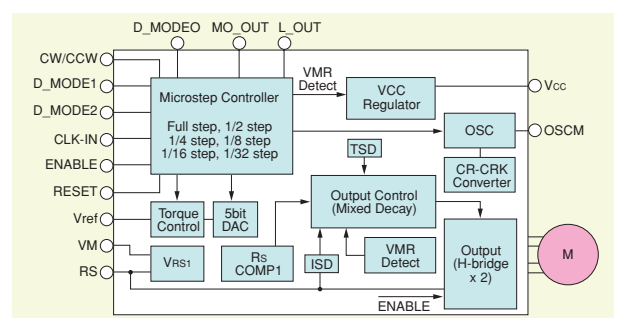 D_MODEO MO_OUT L_OUT
CW/CCW
D_MODE1
D_MODE2
CLK-IN
ENABLE
RESET
Vref
VM
RS
Microstep Controller
Full step, 1/2 step
1/4 step, 1/8 step
1/16 step, 1/32 step
VMR
Detect
VCC
Regulator
Vcc
OSC
OSCM
CR-CRK
Converter
TSD
Torque
Control
5bit
DAC
Output Control
(Mixed Decay)
VRS1
Rs
COMP1
ISD
VMR
Detect
Output
(H-bridge
x 2)
M
ENABLE